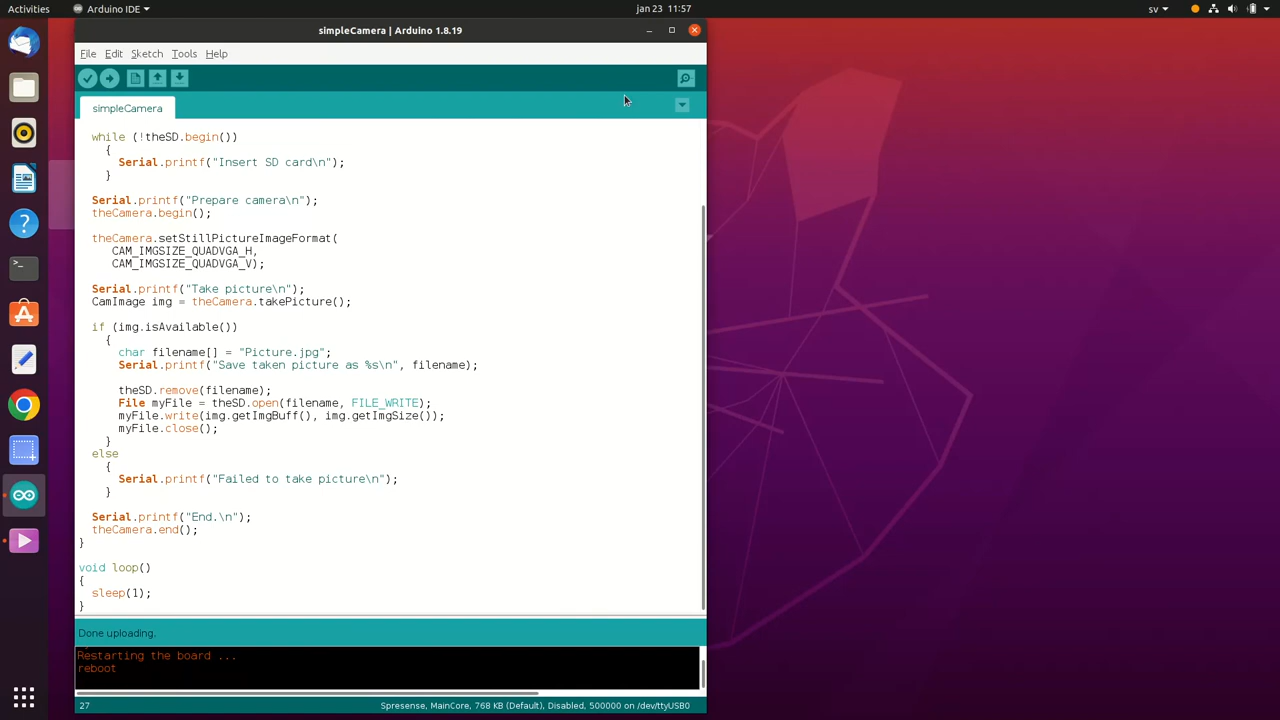 Activities
Arduino IDE
jan 23 11:57
sv
simpleCamera | Arduino 1.8.19
File Edit Sketch Tools Help
simpleCamera
while (!theSD.begin())
{
Serial.printf("Insert SD card\n");
}
Serial.printf("Prepare camera\n");
theCamera.begin();
theCamera.setStillPictureImageFormat(
CAM_IMGSIZE_QUADVGA_H,
CAM_IMGSIZE_QUADVGA_V);
Serial.printf("Take picture\n");
CamImage img = theCamera.takePicture();
if (img.isAvailable())
{
char filename[] = "Picture.jpg";
Serial.printf("Save taken picture as %s\n", filename);
theSD.remove(filename);
File myFile = theSD.open(filename, FILE_WRITE);
myFile.write(img.getImgBuff(), img.getImgSize());
myFile.close();
}
else
{
Serial.printf("Failed to take picture\n");
}
Serial.printf("End.\n");
theCamera.end();
}
void loop()
{
sleep(1);
}
Done uploading.
Restarting the board ...
reboot
27
Spresense, MainCore, 768 KB (Default), Disabled, 500000 on /dev/ttyUSB0